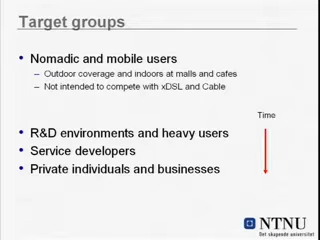 Target groups
• Nomadic and mobile users
– Outdoor coverage and indoors at malls and cafes
– Not intended to compete with xDSL and Cable
Time
• R&D environments and heavy users
• Service developers
• Private individuals and businesses
NTNU
Det skapende universitet